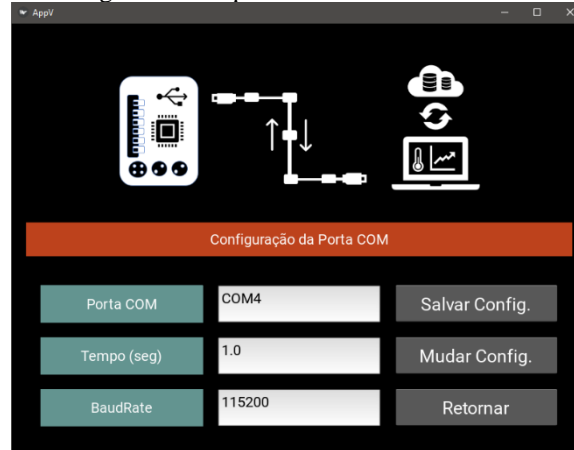 AppV
Configuração da Porta COM
Porta COM
COM4
Salvar Config.
Tempo (seg)
1.0
Mudar Config.
BaudRate
115200
Retornar